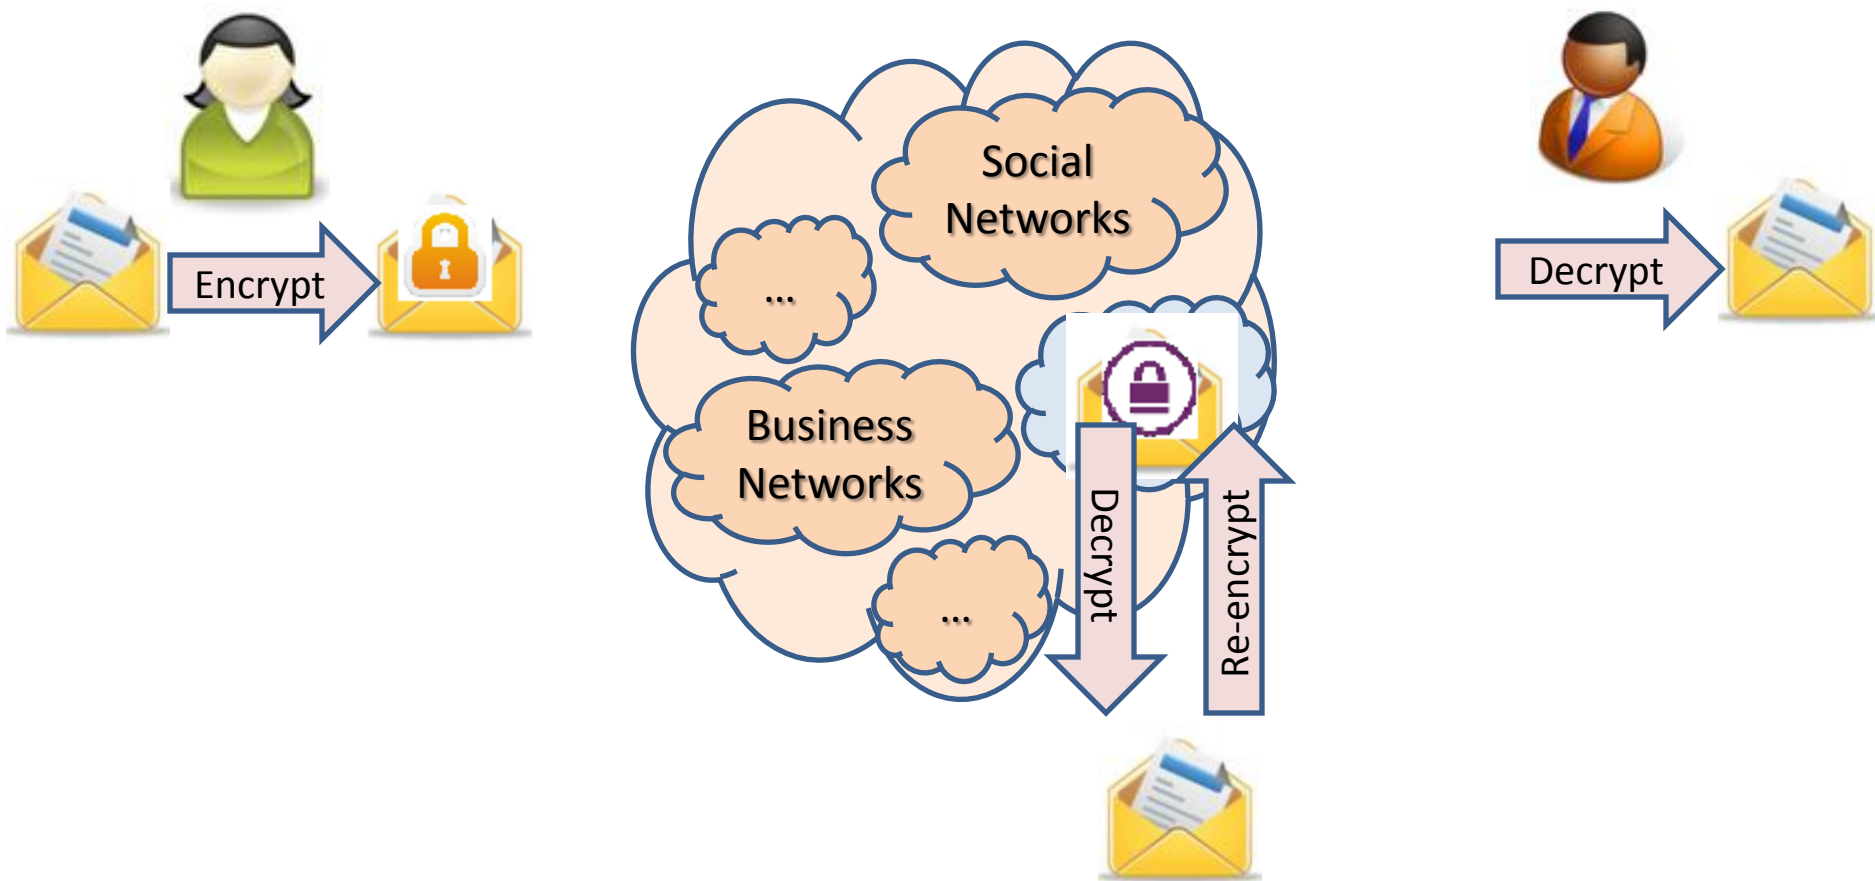 Encrypt
Social
Networks
...
Decrypt
Business
Networks
Decrypt
Re-encrypt
...